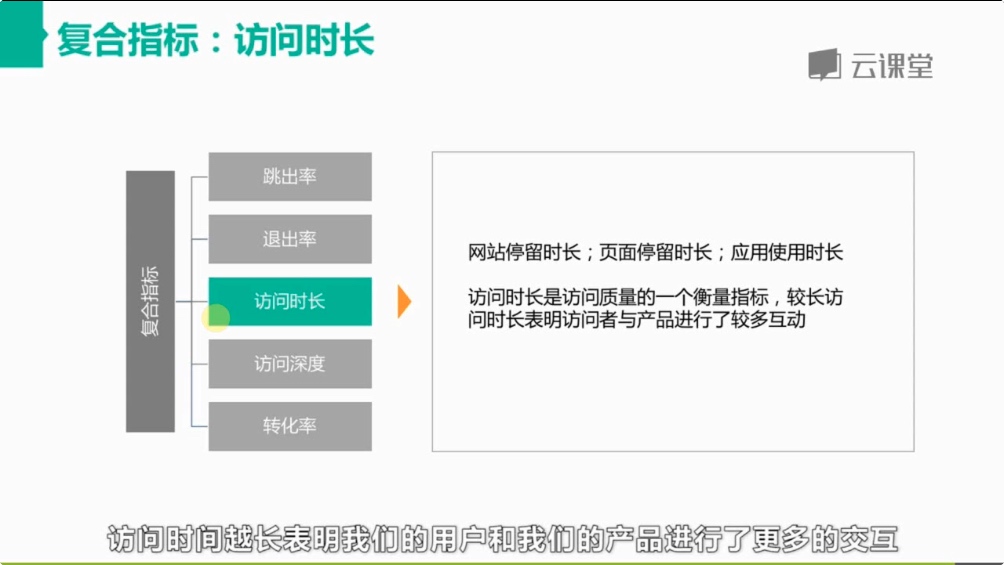 复合指标：访问时长
云课堂
复合指标
跳出率
退出率
访问时长
访问深度
转化率
网站停留时长；页面停留时长；应用使用时长
访问时长是访问质量的一个衡量指标，较长访
问时长表明访问者与产品进行了较多互动
访问时间越长表明我们的用户和我们的产品进行了更多的交互